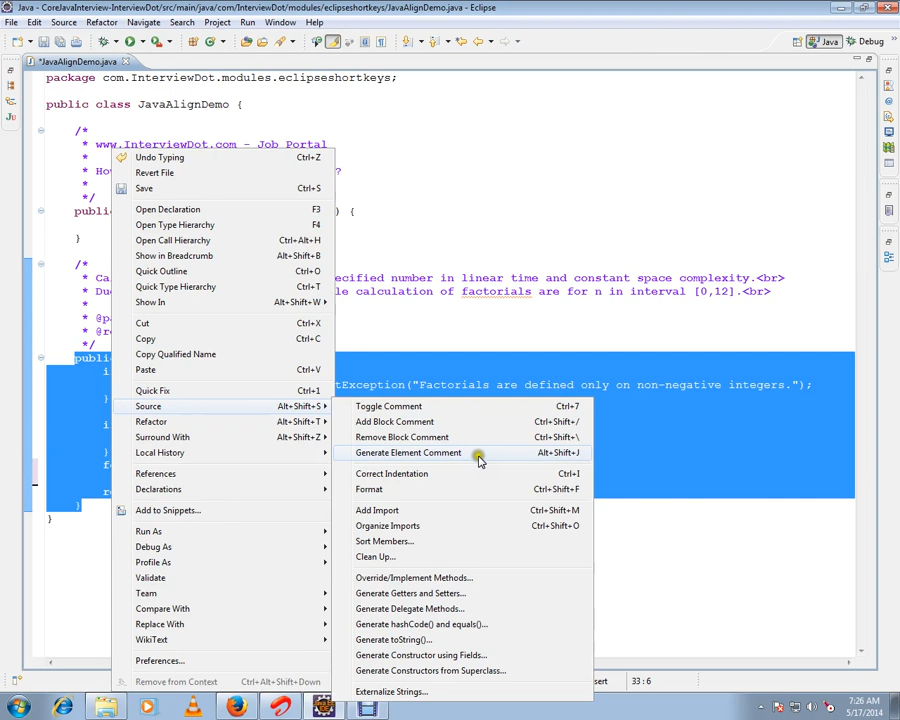 Java - CoreJavaInterview-InterviewDot/src/main/java/com/InterviewDot/modules/eclipseshortkeys/JavaAlignDemo.java - Eclipse
File Edit Source Refactor Navigate Search Project Run Window Help
Java Debug
*JavaAlignDemo.java
package com.InterviewDot.modules.eclipseshortkeys;
public class JavaAlignDemo {
/*
* www.InterviewDot.com - Job Portal
*
* Ho ?
*
*/
publi ) {
}
/*
* Ca ecified number in linear time and constant space complexity.<br>
* Du le calculation of factorials are for n in interval [0,12].<br>
*
* @p
* @r
*/
publi
i
tException("Factorials are defined only on non-negative integers.");
}
i
}
fo
re
}
}
Undo Typing Ctrl+Z
Revert File
Save Ctrl+S
Open Declaration F3
Open Type Hierarchy F4
Open Call Hierarchy Ctrl+Alt+H
Show in Breadcrumb Alt+Shift+B
Quick Outline Ctrl+O
Quick Type Hierarchy Ctrl+T
Show In Alt+Shift+W
Cut Ctrl+X
Copy Ctrl+C
Copy Qualified Name
Paste Ctrl+V
Quick Fix Ctrl+1
Source Alt+Shift+S
Refactor Alt+Shift+T
Surround With Alt+Shift+Z
Local History
References
Declarations
Add to Snippets...
Run As
Debug As
Profile As
Validate
Team
Compare With
Replace With
WikiText
Preferences...
Remove from Context Ctrl+Alt+Shift+Down
Toggle Comment Ctrl+7
Add Block Comment Ctrl+Shift+/
Remove Block Comment Ctrl+Shift+\
Generate Element Comment Alt+Shift+J
Correct Indentation Ctrl+I
Format Ctrl+Shift+F
Add Import Ctrl+Shift+M
Organize Imports Ctrl+Shift+O
Sort Members...
Clean Up...
Override/Implement Methods...
Generate Getters and Setters...
Generate Delegate Methods...
Generate hashCode() and equals()...
Generate toString()...
Generate Constructor using Fields...
Generate Constructors from Superclass...
Externalize Strings...
sert 33 : 6
7:26 AM
5/17/2014